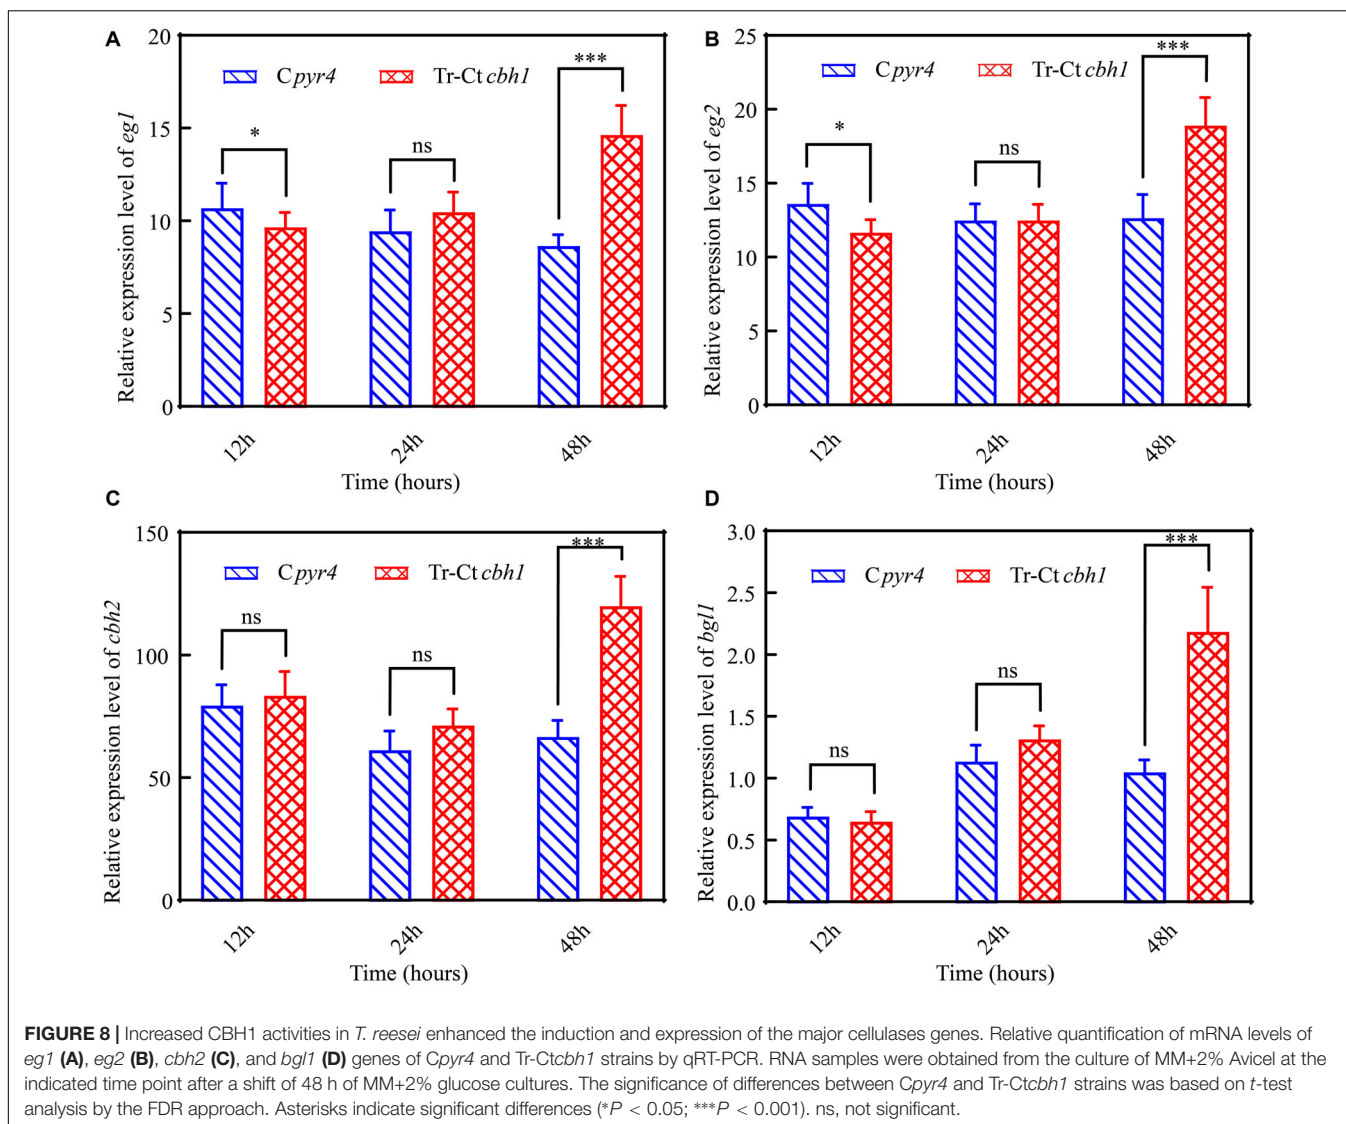 A
Relative expression level of eg1
20
15
10
5
0
Cpyr4
Tr-Ctcbh1
*
ns
***
12h
24h
48h
Time (hours)
B
Relative expression level of eg2
25
20
15
10
5
0
Cpyr4
Tr-Ctcbh1
*
ns
***
12h
24h
48h
Time (hours)
C
Relative expression level of cbh2
150
100
50
0
Cpyr4
Tr-Ctcbh1
ns
ns
***
12h
24h
48h
Time (hours)
D
Relative expression level of bgl1
3.0
2.5
2.0
1.5
1.0
0.5
0.0
Cpyr4
Tr-Ctcbh1
ns
ns
***
12h
24h
48h
Time (hours)
FIGURE 8 | Increased CBH1 activities in T. reesei enhanced the induction and expression of the major cellulases genes. Relative quantification of mRNA levels of
eg1 (A), eg2 (B), cbh2 (C), and bgl1 (D) genes of Cpyr4 and Tr-Ctcbh1 strains by qRT-PCR. RNA samples were obtained from the culture of MM+2% Avicel at the
indicated time point after a shift of 48 h of MM+2% glucose cultures. The significance of differences between Cpyr4 and Tr-Ctcbh1 strains was based on t-test
analysis by the FDR approach. Asterisks indicate significant differences (*P < 0.05; ***P < 0.001). ns, not significant.